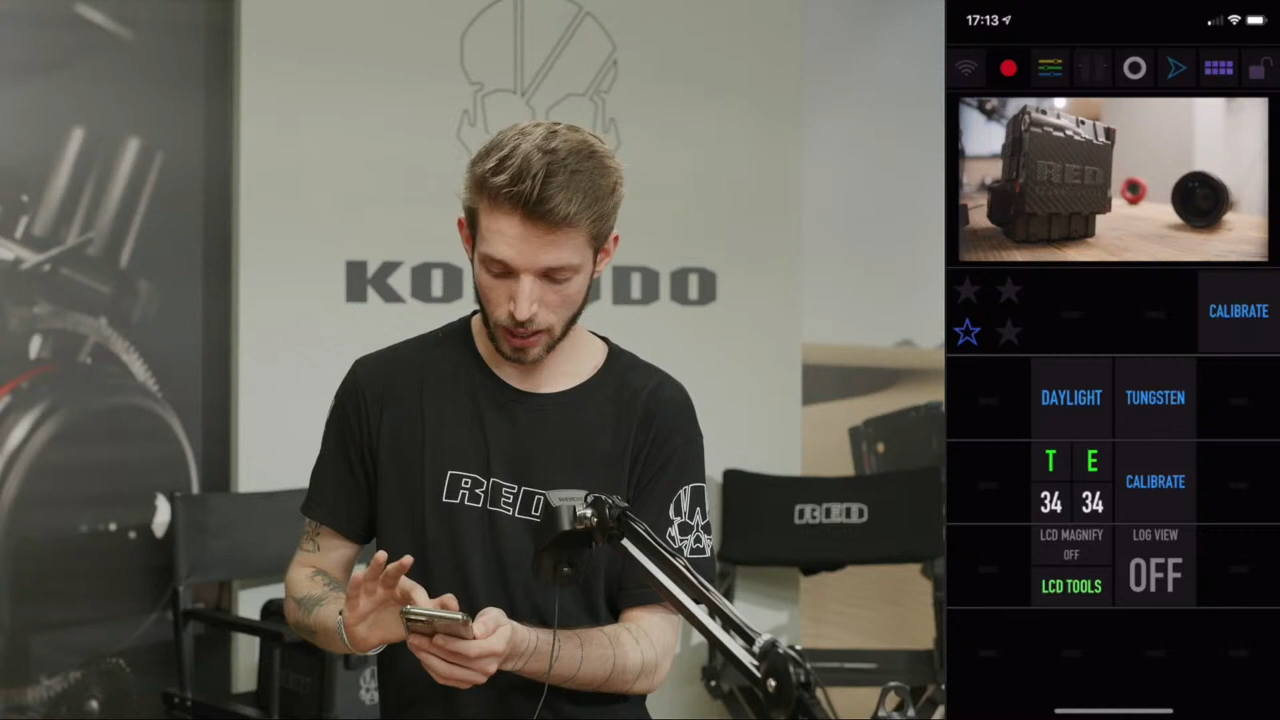 KO DO
RED
RED
17:13
RED
CALIBRATE
DAYLIGHT
TUNGSTEN
T
E
34
34
CALIBRATE
LCD MAGNIFY
OFF
LCD TOOLS
LOG VIEW
OFF